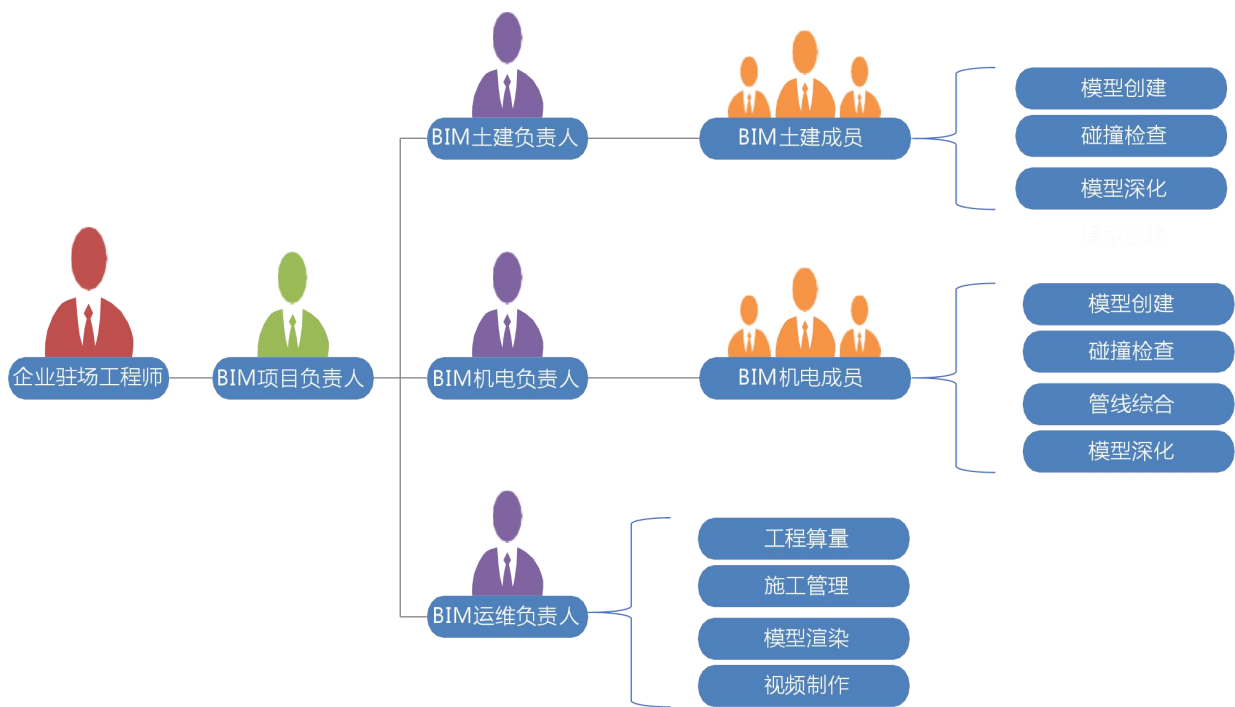 企业驻场工程师
BIM项目负责人
BIM土建负责人
BIM土建成员
模型创建
碰撞检查
模型深化
BIM机电负责人
BIM机电成员
模型创建
碰撞检查
管线综合
模型深化
BIM运维负责人
工程算量
施工管理
模型渲染
视频制作